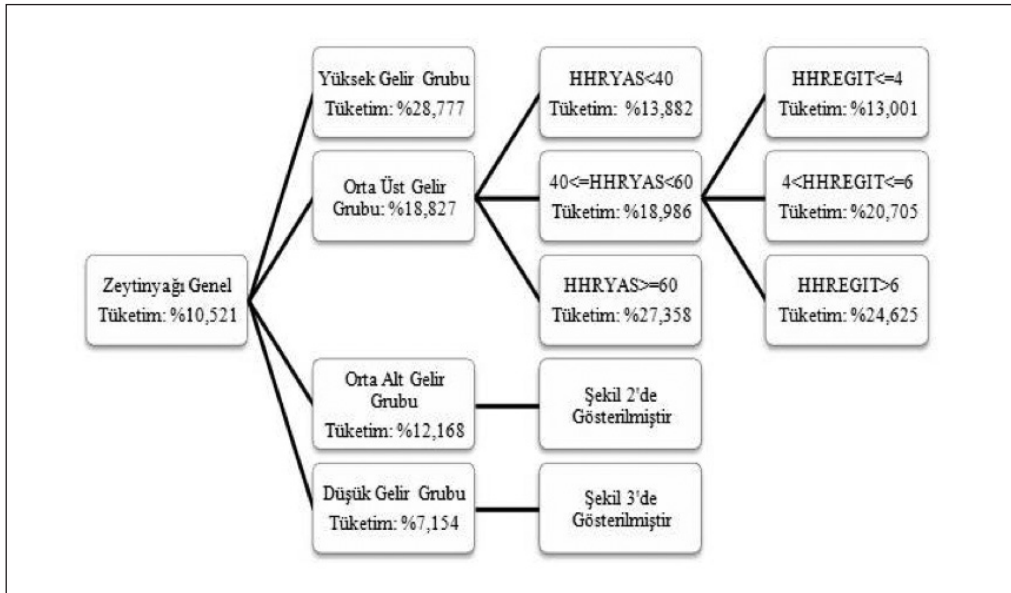 Zeytinyağı Genel
Tüketim: %10,521
Yüksek Gelir Grubu
Tüketim: %28,777
Orta Üst Gelir
Grubu: %18,827
Orta Alt Gelir
Grubu
Tüketim: %12,168
Düşük Gelir Grubu
Tüketim: %7,154
HHRYAS<40
Tüketim: %13,882
40<=HHRYAS<60
Tüketim: %18,986
HHRYAS>=60
Tüketim: %27,358
Şekil 2'de
Gösterilmiştir
Şekil 3'de
Gösterilmiştir
HHREGIT<=4
Tüketim: %13,001
4<HHREGIT<=6
Tüketim: %20,705
HHREGIT>6
Tüketim: %24,625